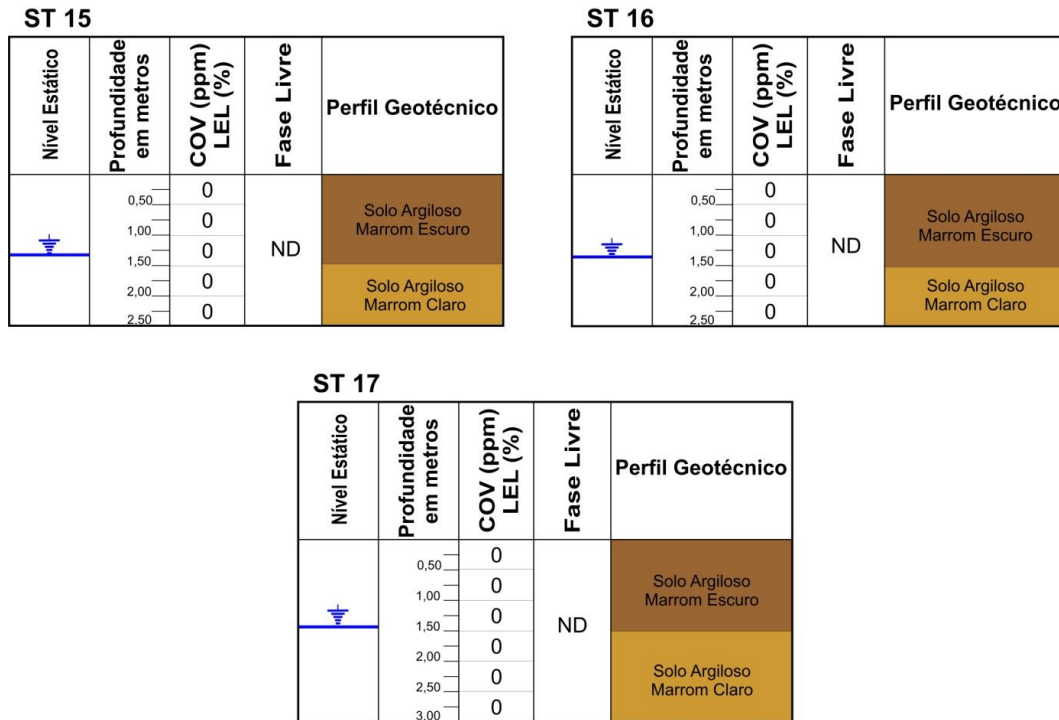 ST 15
Nível Estático
Profundidade
em metros
COV (ppm)
LEL (%)
Fase Livre
Perfil Geotécnico
0,50
1,00
1,50
2,00
2,50
0
0
0
0
0
ND
Solo Argiloso
Marrom Escuro
Solo Argiloso
Marrom Claro
ST 16
Nível Estático
Profundidade
em metros
COV (ppm)
LEL (%)
Fase Livre
Perfil Geotécnico
0,50
1,00
1,50
2,00
2,50
0
0
0
0
0
ND
Solo Argiloso
Marrom Escuro
Solo Argiloso
Marrom Claro
ST 17
Nível Estático
Profundidade
em metros
COV (ppm)
LEL (%)
Fase Livre
Perfil Geotécnico
0,50
1,00
1,50
2,00
2,50
3,00
0
0
0
0
0
0
ND
Solo Argiloso
Marrom Escuro
Solo Argiloso
Marrom Claro